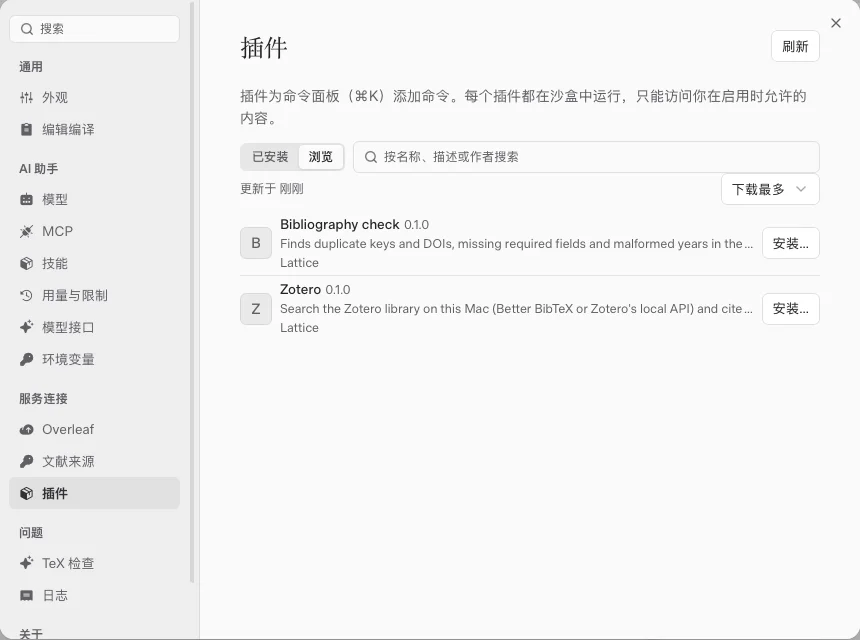 搜索
通用
外观
编辑编译
AI 助手
模型
MCP
技能
用量与限制
模型接口
环境变量
服务连接
Overleaf
文献来源
插件
问题
TeX 检查
日志
关于
插件
刷新
插件为命令面板（⌘K）添加命令。每个插件都在沙盒中运行，只能访问你在启用时允许的
内容。
已安装 浏览 按名称、描述或作者搜索
更新于 刚刚
下载最多
B
Bibliography check 0.1.0
Finds duplicate keys and DOIs, missing required fields and malformed years in the...
Lattice
安装...
Z
Zotero 0.1.0
Search the Zotero library on this Mac (Better BibTeX or Zotero's local API) and cite...
Lattice
安装...